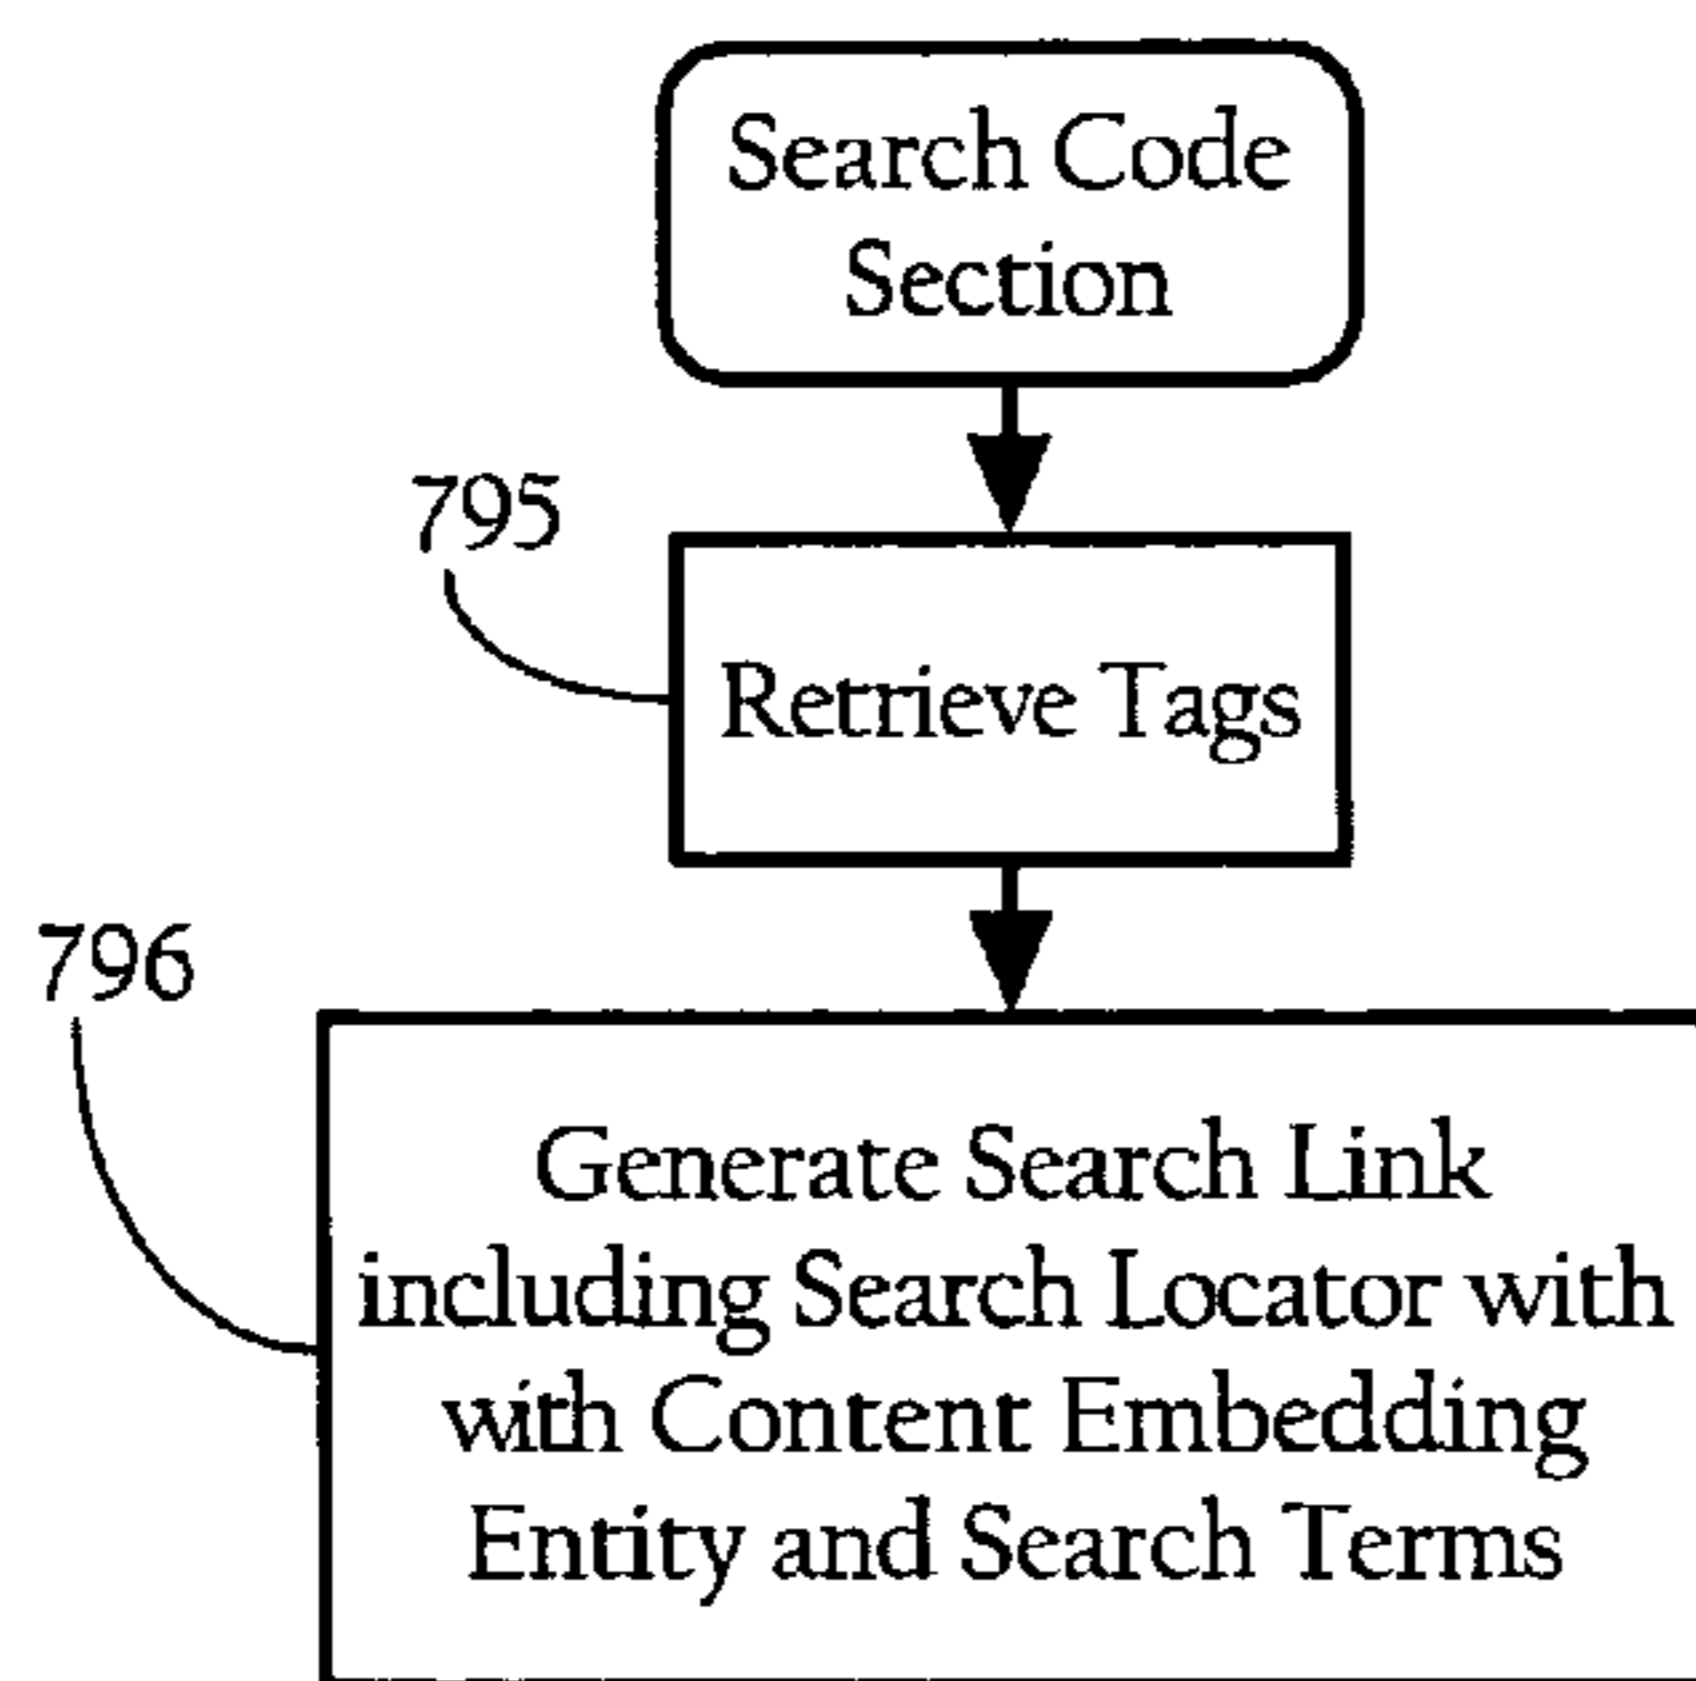 Search Code
Section
795
Retrieve Tags
796
Generate Search Link
including Search Locator with
with Content Embedding
Entity and Search Terms